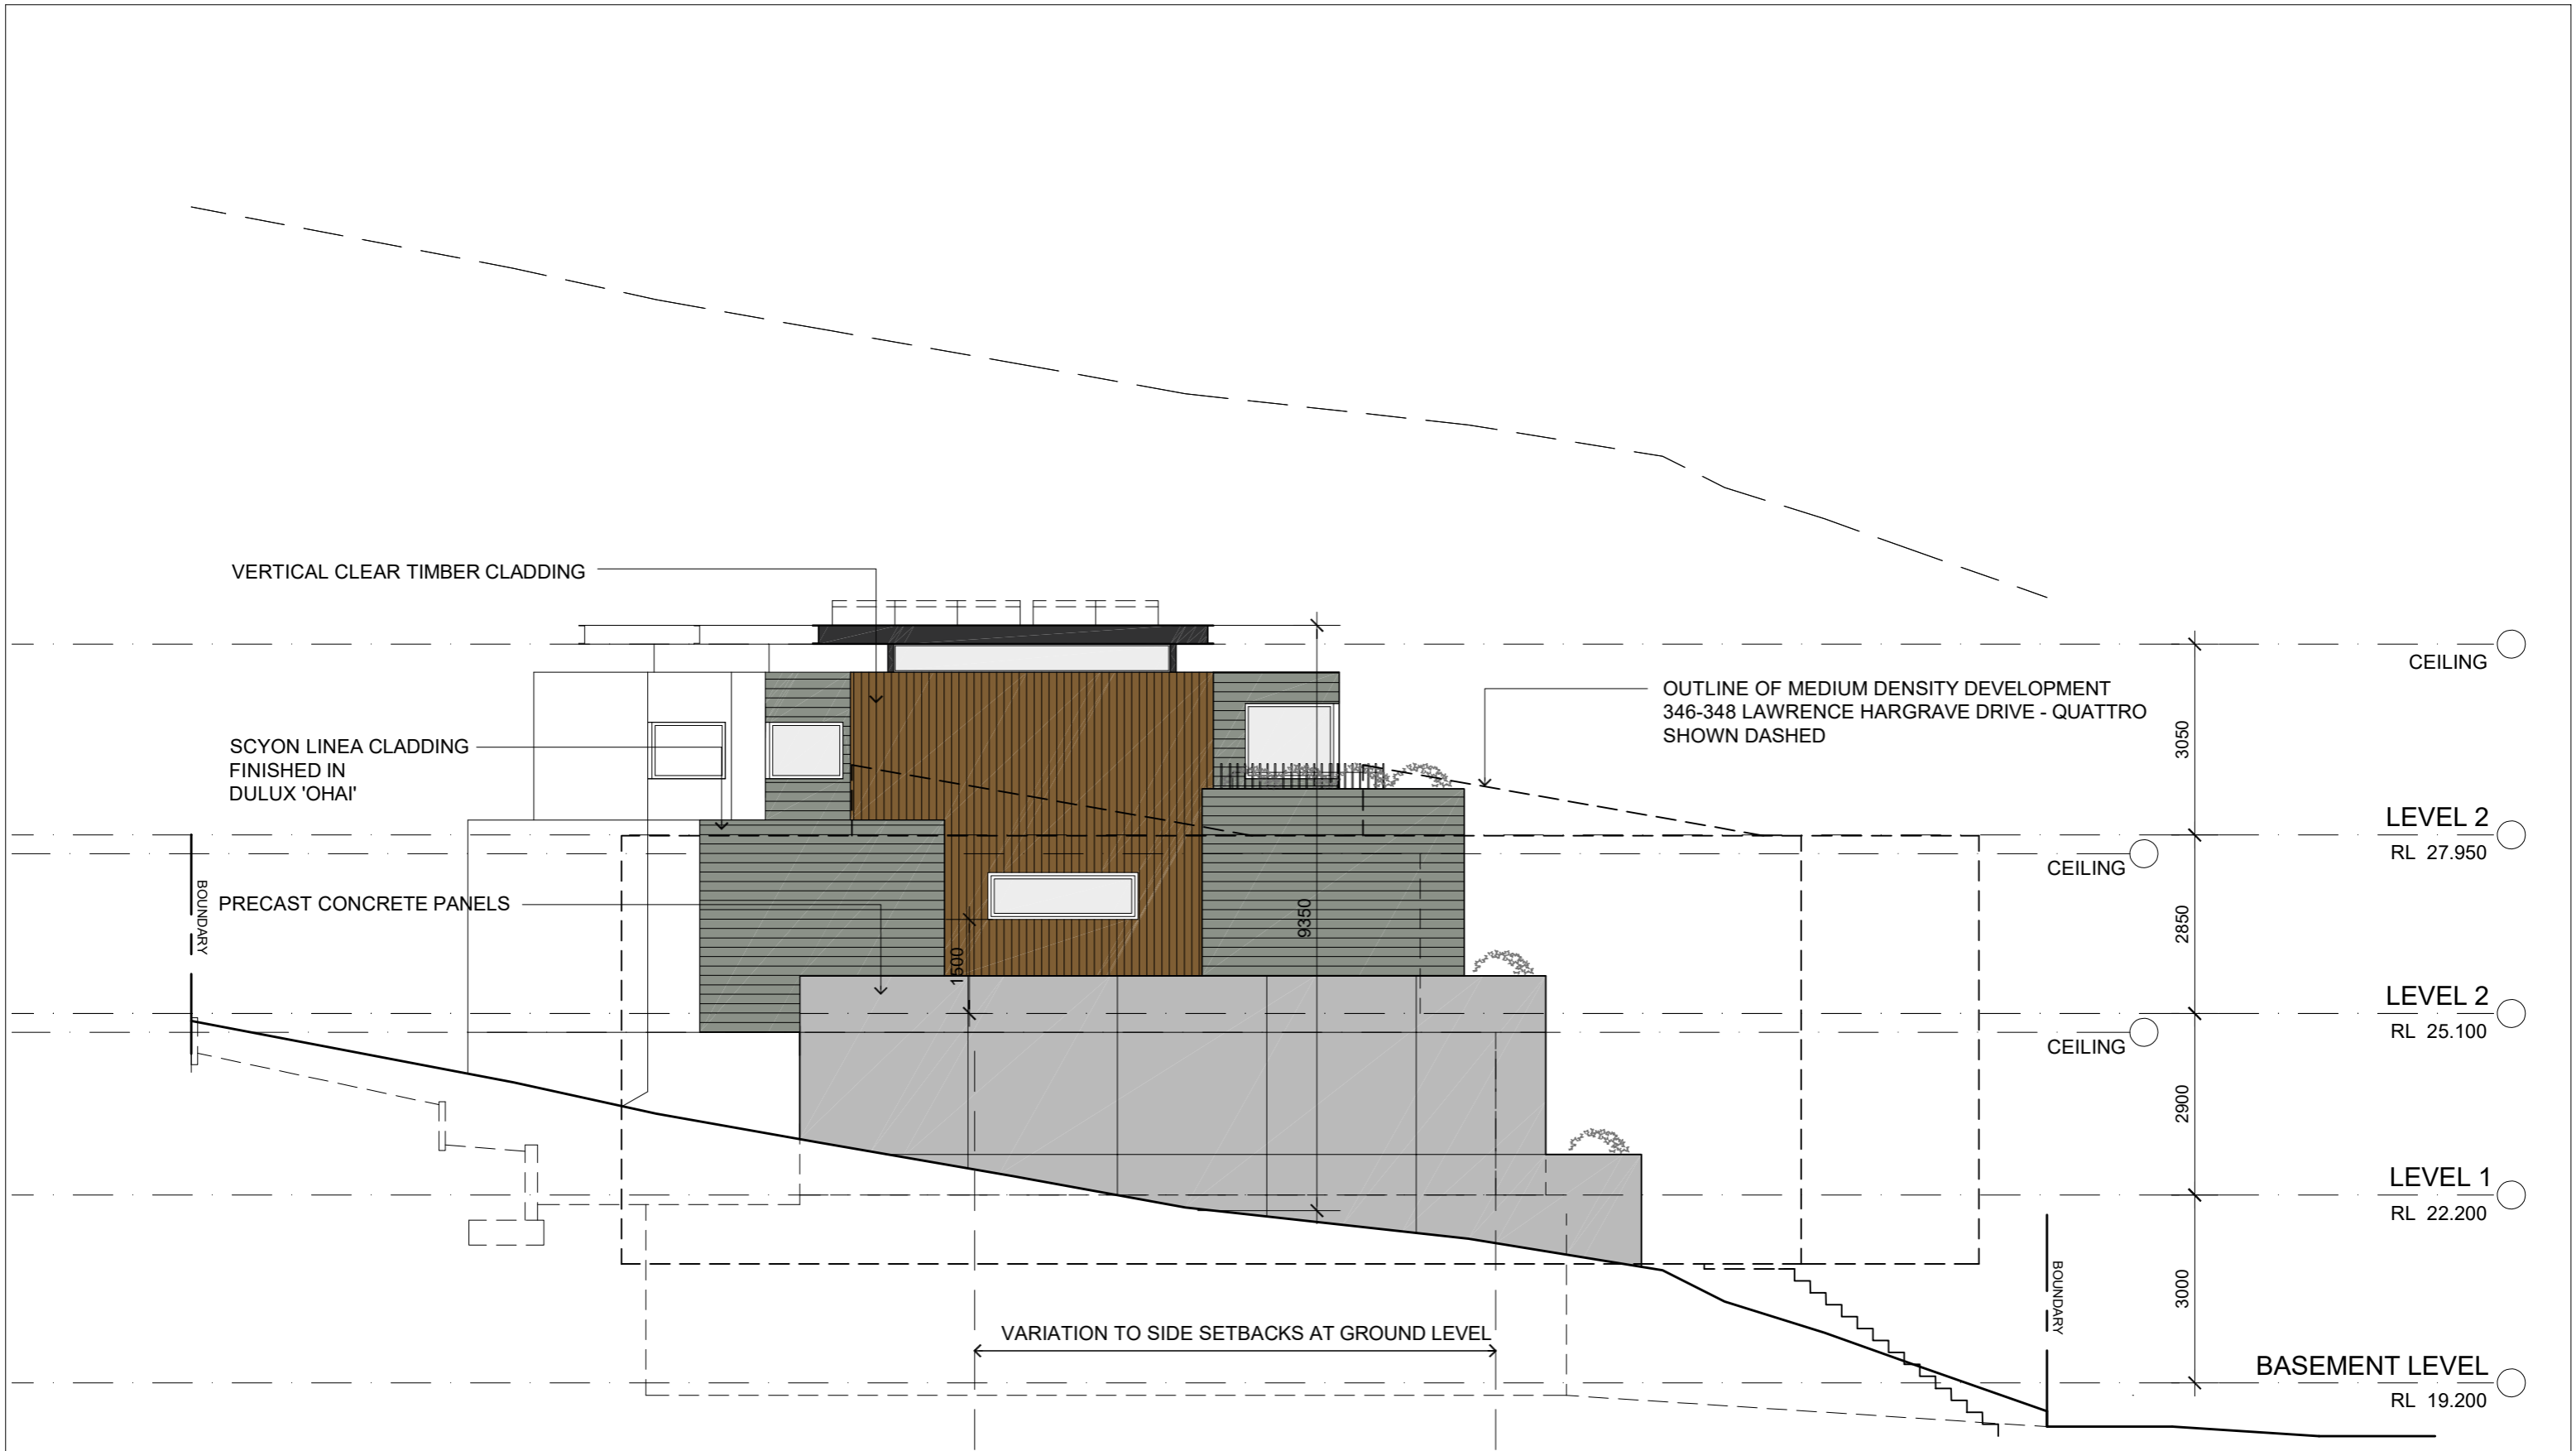 VERTICAL CLEAR TIMBER CLADDING
CEILING
OUTLINE OF MEDIUM DENSITY DEVELOPMENT
346-348 LAWRENCE HARGRAVE DRIVE - QUATTRO
SHOWN DASHED
SCYON LINEA CLADDING
FINISHED IN
DULUX 'OHAI'
3050
LEVEL 2
RL 27.950
CEILING
BOUNDARY
PRECAST CONCRETE PANELS
9350
2850
1500
LEVEL 2
RL 25.100
CEILING
2900
LEVEL 1
RL 22.200
BOUNDARY
3000
VARIATION TO SIDE SETBACKS AT GROUND LEVEL
BASEMENT LEVEL
RL 19.200